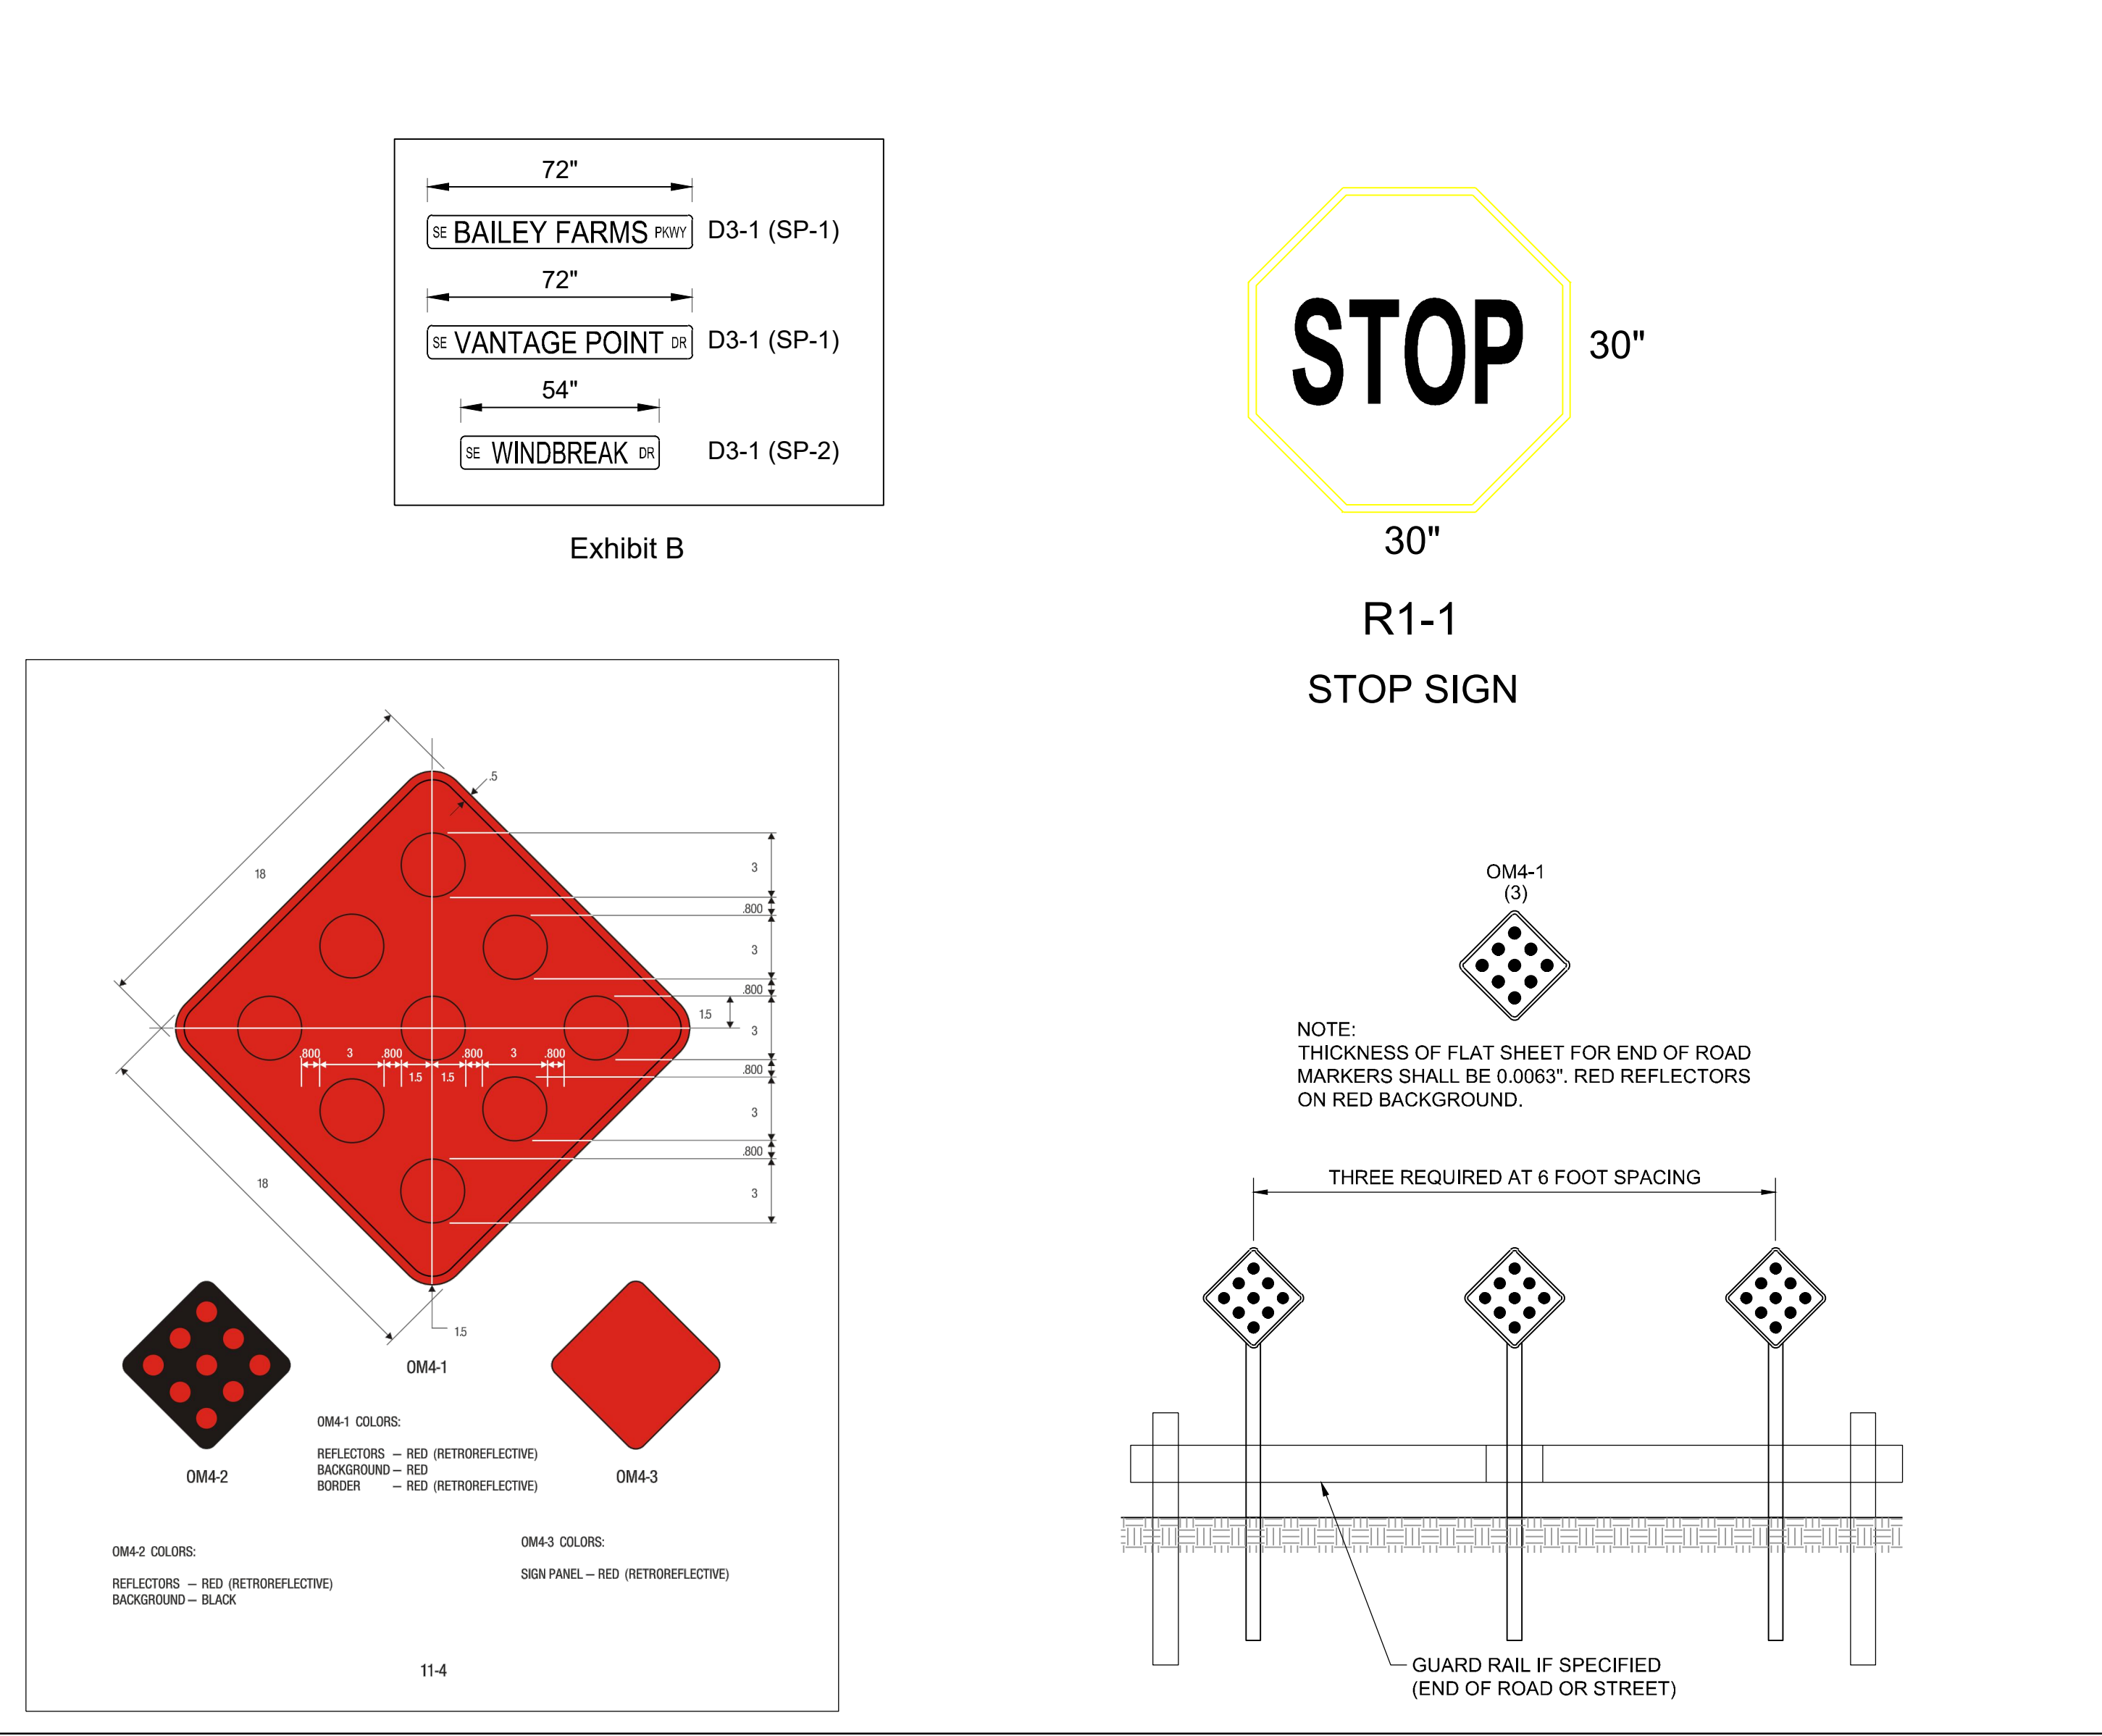 72"
SE BAILEY FARMS PKWY D3-1 (SP-1)
72"
SE VANTAGE POINT DR D3-1 (SP-1)
54"
SE WINDBREAK DR D3-1 (SP-2)
Exhibit B
STOP
30"
30"
R1-1
STOP SIGN
.5
18
3
.800
3
.800
1.5
3
.800 3 .800 .800 3 .800
1.5 1.5
.800
3
.800
3
18
1.5
OM4-1
OM4-2
OM4-3
OM4-1 COLORS:
REFLECTORS – RED (RETROREFLECTIVE)
BACKGROUND – RED
BORDER – RED (RETROREFLECTIVE)
OM4-2 COLORS:
REFLECTORS – RED (RETROREFLECTIVE)
BACKGROUND – BLACK
OM4-3 COLORS:
SIGN PANEL – RED (RETROREFLECTIVE)
11-4
OM4-1
(3)
NOTE:
THICKNESS OF FLAT SHEET FOR END OF ROAD
MARKERS SHALL BE 0.0063". RED REFLECTORS
ON RED BACKGROUND.
THREE REQUIRED AT 6 FOOT SPACING
GUARD RAIL IF SPECIFIED
(END OF ROAD OR STREET)